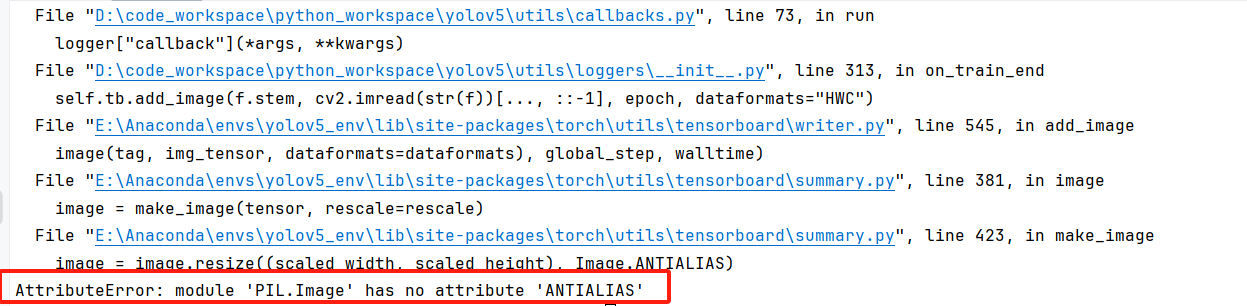 File "D:\code_workspace\python_workspace\yolov5\utils\callbacks.py", line 73, in run
logger["callback"](*args, **kwargs)
File "D:\code_workspace\python_workspace\yolov5\utils\loggers\__init__.py", line 313, in on_train_end
self.tb.add_image(f.stem, cv2.imread(str(f))[..., ::-1], epoch, dataformats="HWC")
File "E:\Anaconda\envs\yolov5_env\lib\site-packages\torch\utils\tensorboard\writer.py", line 545, in add_image
image(tag, img_tensor, dataformats=dataformats), global_step, walltime)
File "E:\Anaconda\envs\yolov5_env\lib\site-packages\torch\utils\tensorboard\summary.py", line 381, in image
image = make_image(tensor, rescale=rescale)
File "E:\Anaconda\envs\yolov5_env\lib\site-packages\torch\utils\tensorboard\summary.py", line 423, in make_image
image = image.resize((scaled_width, scaled_height), Image.ANTIALIAS)
AttributeError: module 'PIL.Image' has no attribute 'ANTIALIAS'